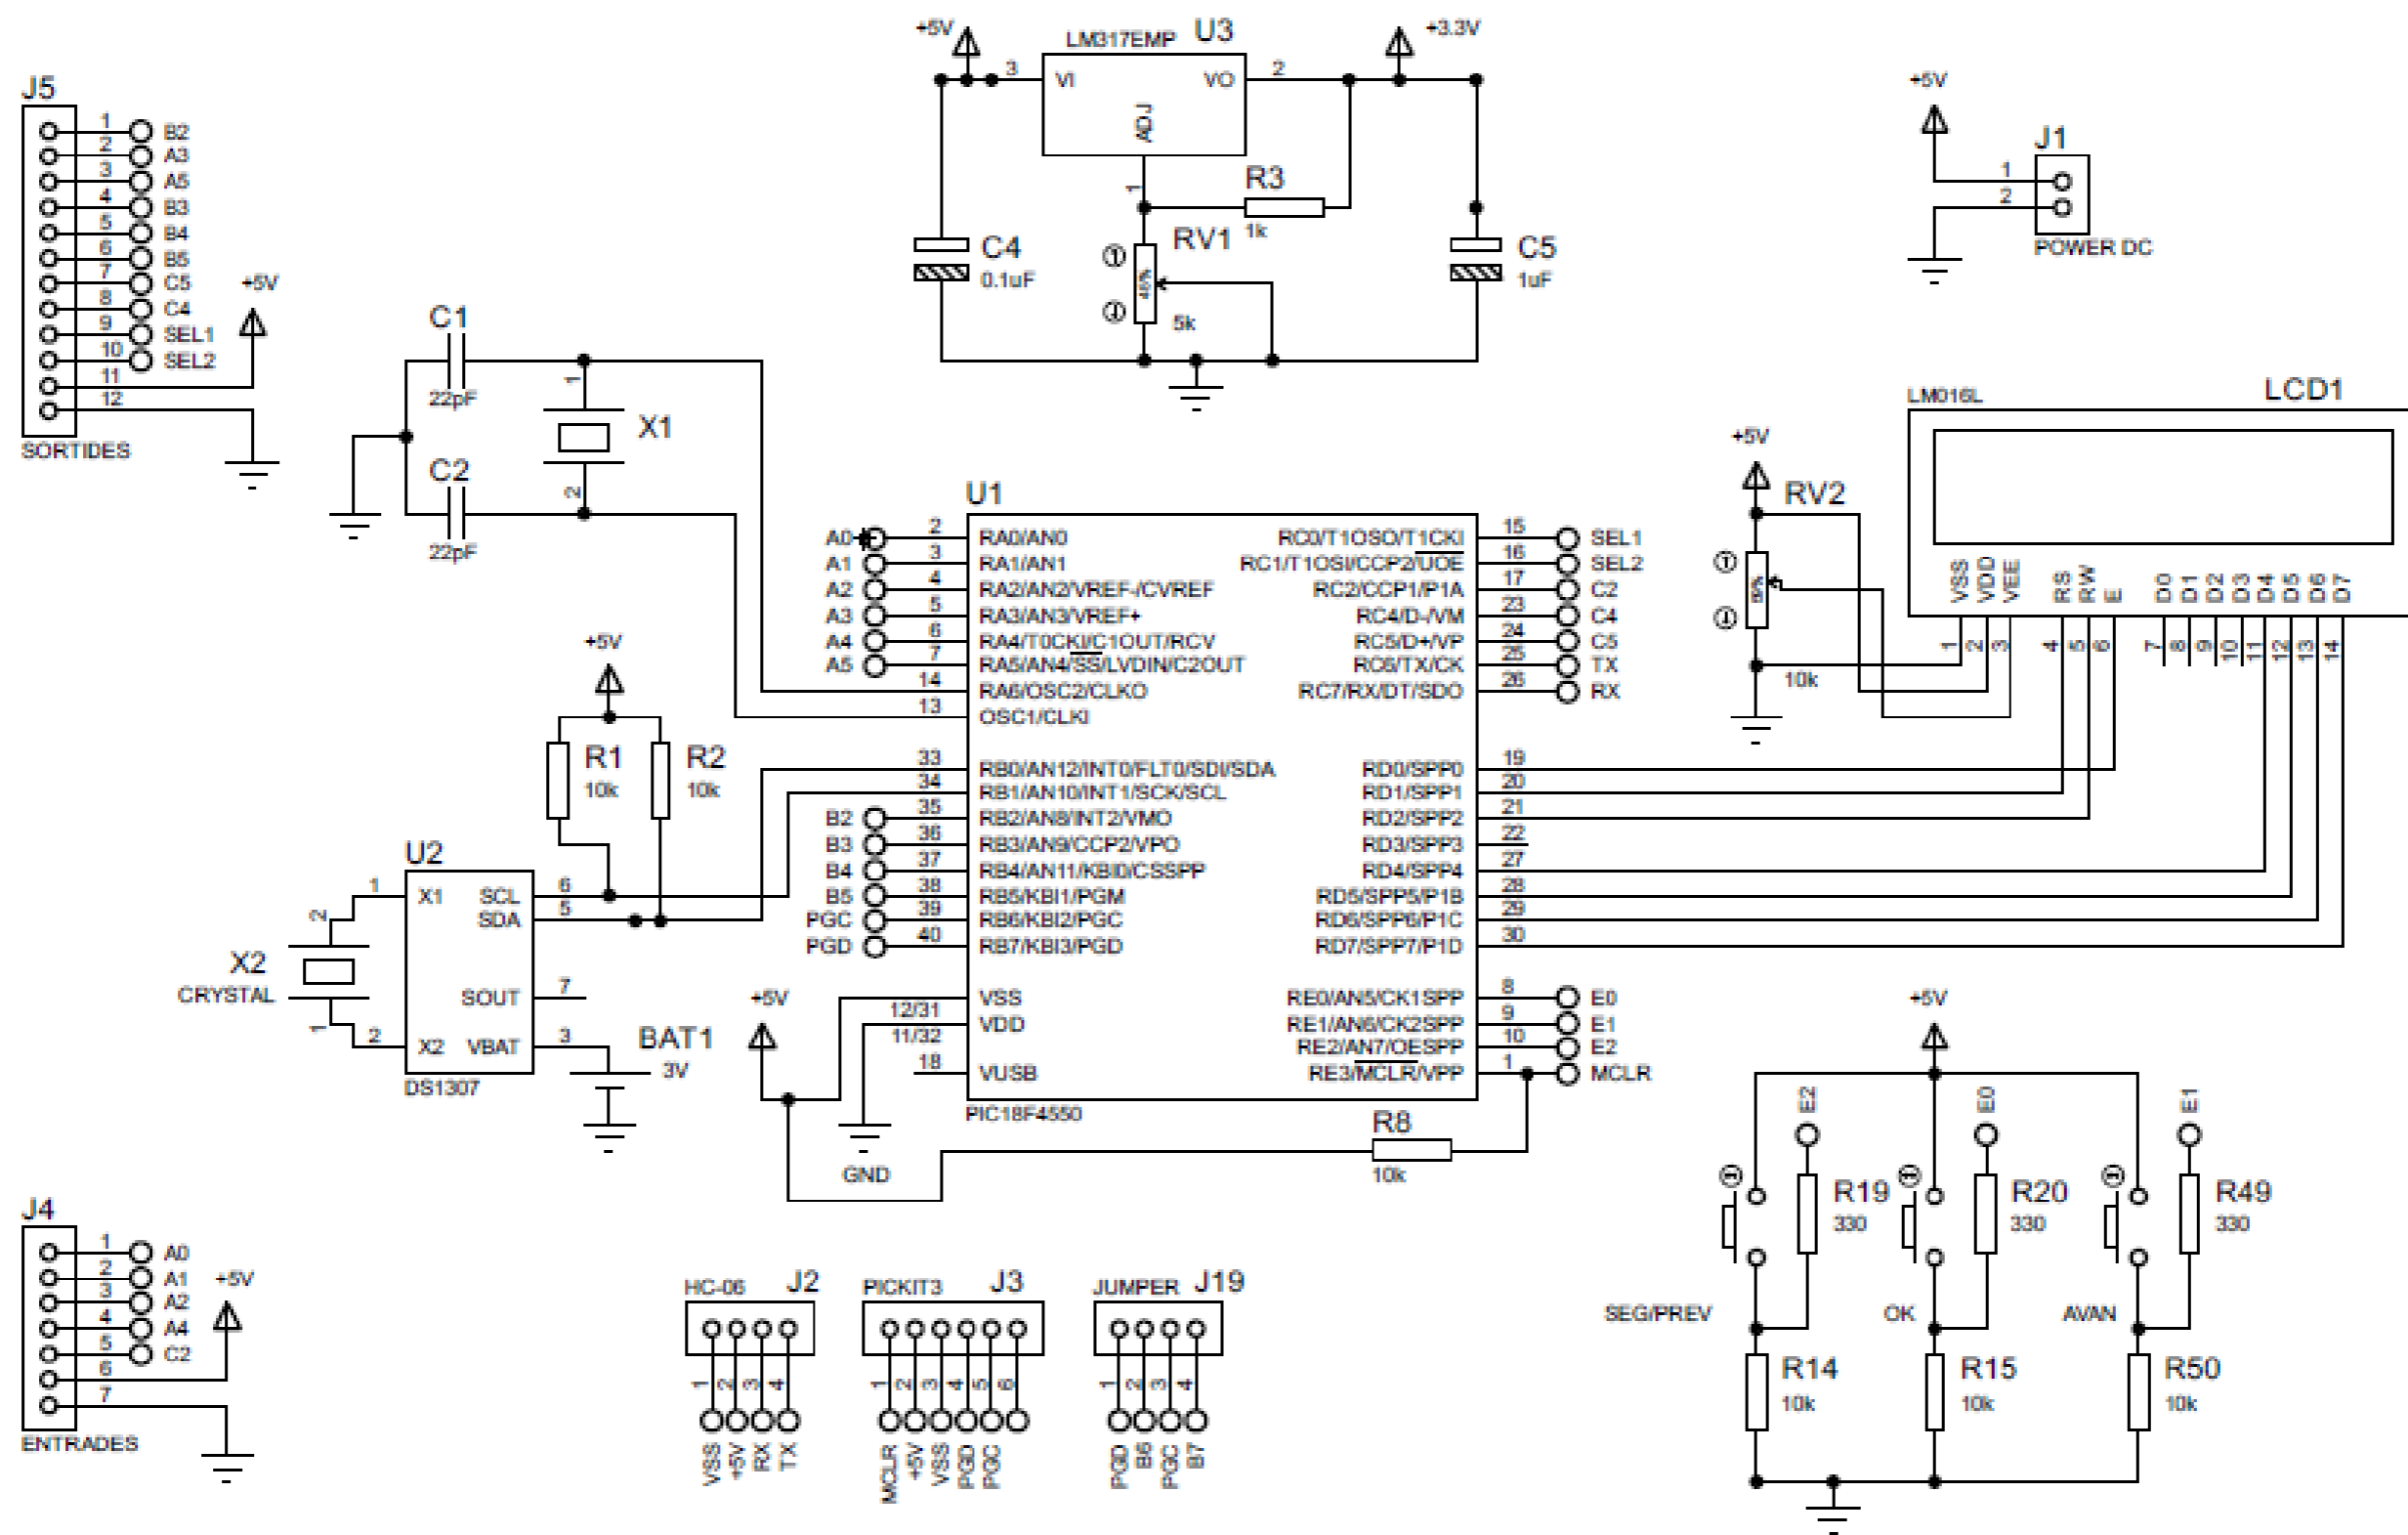 J5
1 B2
2 A3
3 A5
4 B3
5 B4
6 B5
7 C5
8 C4
9 SEL1
10 SEL2
11
12
+5V
SORTIDES
C1
22pF
C2
22pF
1
X1
2
+5V
LM317EMP U3
+3.3V
3 VI VO 2
ADJ
1
R3
1k
RV1
5k
C4
0.1uF
C5
1uF
+5V
J1
1
2
POWER DC
LM016L LCD1
VSS VDD VEE RS RW E D0 D1 D2 D3 D4 D5 D6 D7
1 2 3 4 5 6 7 8 9 10 11 12 13 14
+5V
RV2
10k
U1
A0 2 RA0/AN0
A1 3 RA1/AN1
A2 4 RA2/AN2/VREF-/CVREF
A3 5 RA3/AN3/VREF+
A4 6 RA4/T0CKI/C1OUT/RCV
A5 7 RA5/AN4/SS/LVDIN/C2OUT
14 RA6/OSC2/CLKO
13 OSC1/CLKI
33 RB0/AN12/INT0/FLT0/SDI/SDA
34 RB1/AN10/INT1/SCK/SCL
B2 35 RB2/AN8/INT2/VMO
B3 36 RB3/AN9/CCP2/VPO
B4 37 RB4/AN11/KBI0/CSSPP
B5 38 RB5/KBI1/PGM
PGC 39 RB6/KBI2/PGC
PGD 40 RB7/KBI3/PGD
VSS
12/31
VDD
11/32
18 VUSB
PIC18F4550
RC0/T1OSO/T1CKI 15 SEL1
RC1/T1OSI/CCP2/UOE 16 SEL2
RC2/CCP1/P1A 17 C2
RC4/D-/VM 23 C4
RC5/D+/VP 24 C5
RC6/TX/CK 25 TX
RC7/RX/DT/SDO 26 RX
RD0/SPP0 19
RD1/SPP1 20
RD2/SPP2 21
RD3/SPP3 22
RD4/SPP4 27
RD5/SPP5/P1B 28
RD6/SPP6/P1C 29
RD7/SPP7/P1D 30
RE0/AN5/CK1SPP 8 E0
RE1/AN6/CK2SPP 9 E1
RE2/AN7/OESPP 10 E2
RE3/MCLR/VPP 1 MCLR
+5V
GND
R8
10k
+5V
R1
10k
R2
10k
U2
1 X1 SCL 6
SDA 5
SOUT 7
2 X2 VBAT 3
DS1307
2
X2
CRYSTAL
1
BAT1
3V
J4
1 A0
2 A1
3 A2
4 A4
5 C2
6
7
+5V
ENTRADES
HC-06 J2
1 2 3 4
VSS +5V RX TX
PICKIT3 J3
1 2 3 4 5 6
MCLR +5V VSS PGD PGC
JUMPER J19
1 2 3 4
PGD B6 PGC B7
+5V
E2
E0
E1
R19
330
R20
330
R49
330
SEG/PREV
OK
AVAN
R14
10k
R15
10k
R50
10k